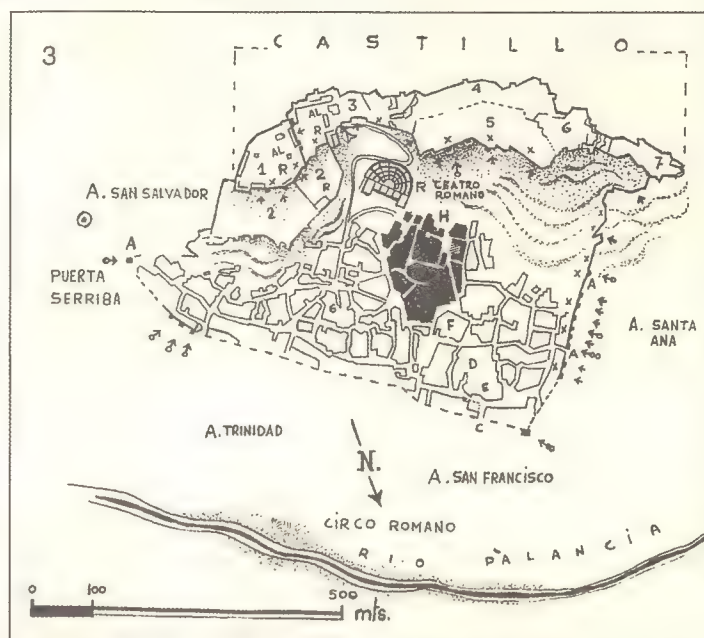 3
CASTILLO
4
3
AL
R
5
6
AL
1
R
2
R
7
R TEATRO
ROMANO
A. SAN SALVADOR
2
H
A
PUERTA
SERRIBA
A
A. SANTA
ANA
6
F
A
D
E
C
A. TRINIDAD
N.
A. SAN FRANCISCO
CIRCO ROMANO
RIO PALANCIA
0 100 500
mts.